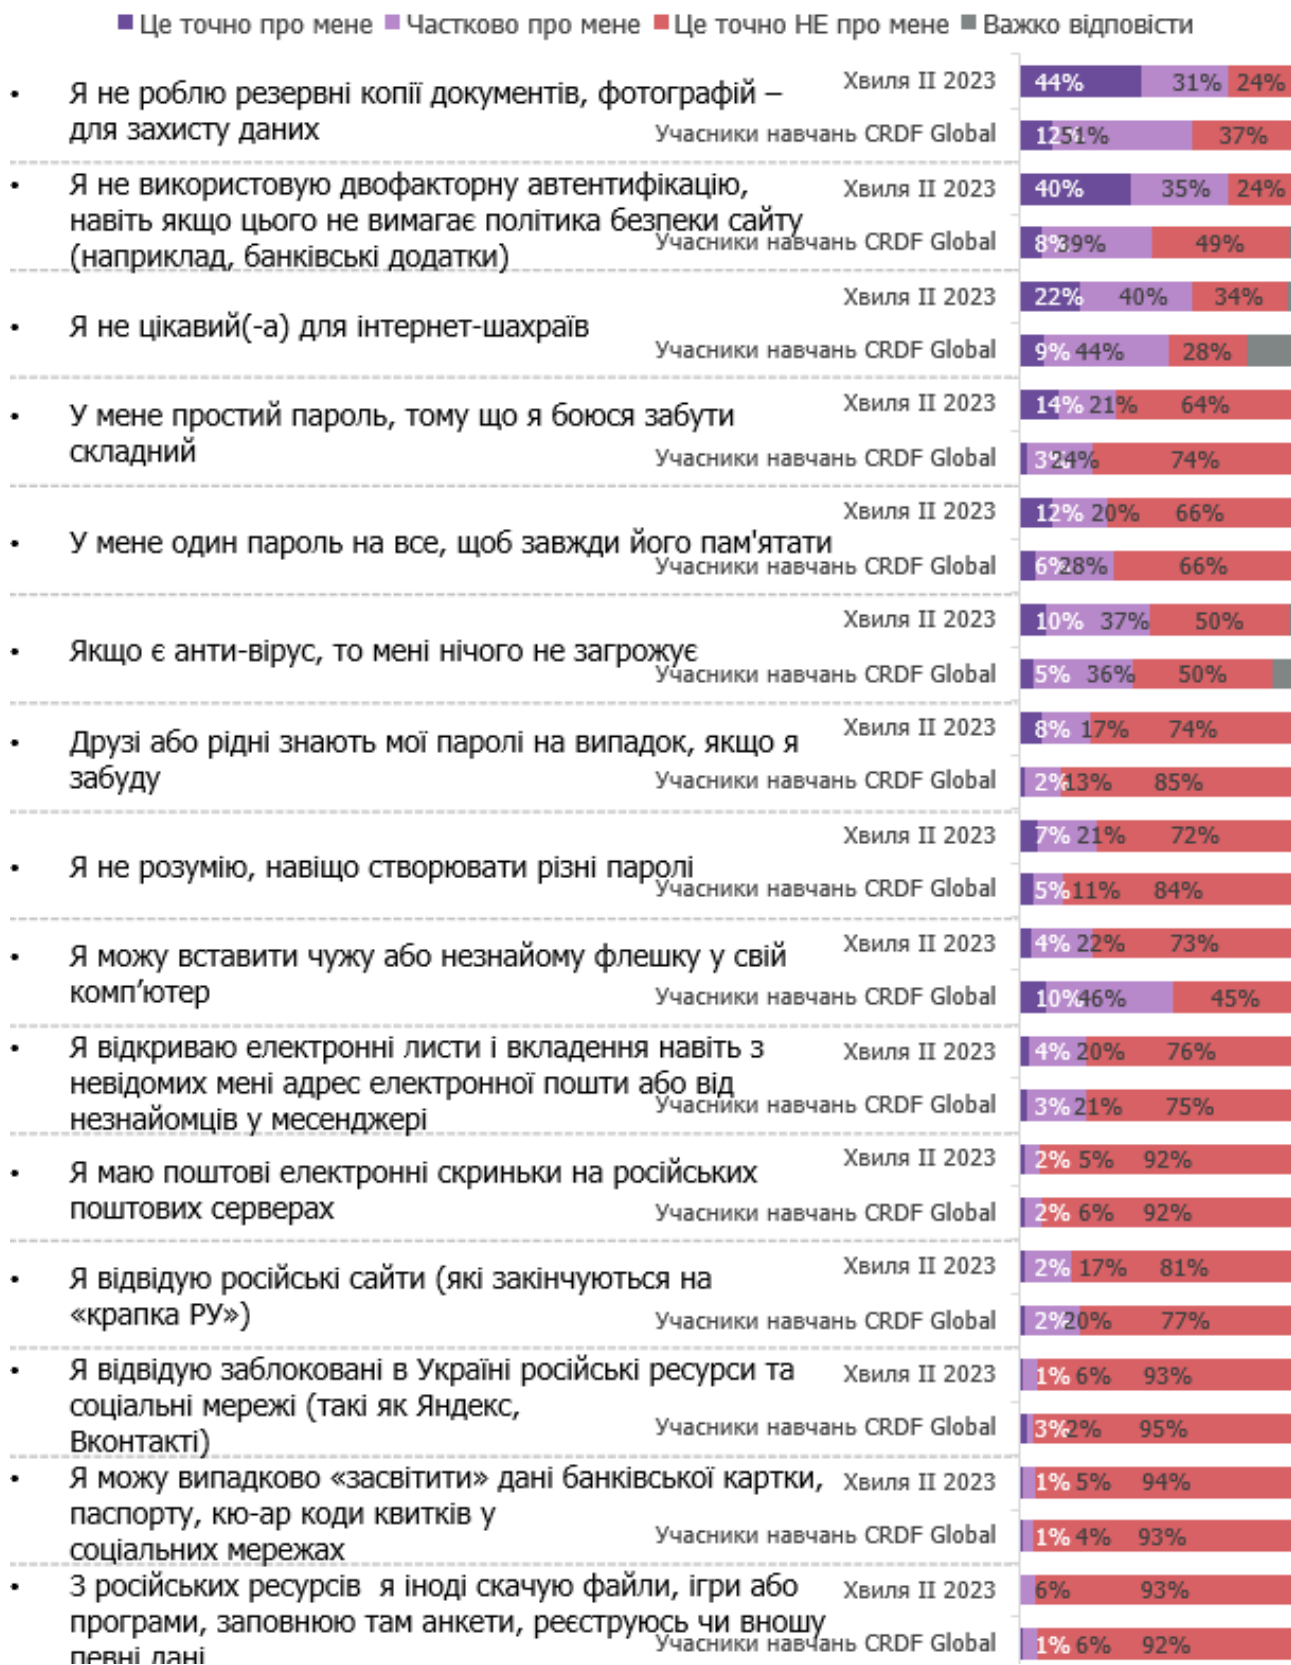 Це точно про мене Частково про мене Це точно НЕ про мене Важко відповісти
• Я не роблю резервні копії документів, фотографій –
для захисту даних
Хвиля II 2023 44% 31% 24%
Учасники навчань CRDF Global 12% 51% 37%
• Я не використовую двофакторну автентифікацію,
навіть якщо цього не вимагає політика безпеки сайту
(наприклад, банківські додатки)
Хвиля II 2023 40% 35% 24%
Учасники навчань CRDF Global 8% 39% 49%
• Я не цікавий(-а) для інтернет-шахраїв
Хвиля II 2023 22% 40% 34%
Учасники навчань CRDF Global 9% 44% 28%
• У мене простий пароль, тому що я боюся забути
складний
Хвиля II 2023 14% 21% 64%
Учасники навчань CRDF Global 3% 24% 74%
• У мене один пароль на все, щоб завжди його пам'ятати
Хвиля II 2023 12% 20% 66%
Учасники навчань CRDF Global 6% 28% 66%
• Якщо є анти-вірус, то мені нічого не загрожує
Хвиля II 2023 10% 37% 50%
Учасники навчань CRDF Global 5% 36% 50%
• Друзі або рідні знають мої паролі на випадок, якщо я
забуду
Хвиля II 2023 8% 17% 74%
Учасники навчань CRDF Global 2% 13% 85%
• Я не розумію, навіщо створювати різні паролі
Хвиля II 2023 7% 21% 72%
Учасники навчань CRDF Global 5% 11% 84%
• Я можу вставити чужу або незнайому флешку у свій
комп’ютер
Хвиля II 2023 4% 22% 73%
Учасники навчань CRDF Global 10% 46% 45%
• Я відкриваю електронні листи і вкладення навіть з
невідомих мені адрес електронної пошти або від
незнайомців у месенджері
Хвиля II 2023 4% 20% 76%
Учасники навчань CRDF Global 3% 21% 75%
• Я маю поштові електронні скриньки на російських
поштових серверах
Хвиля II 2023 2% 5% 92%
Учасники навчань CRDF Global 2% 6% 92%
• Я відвідую російські сайти (які закінчуються на
«крапка РУ»)
Хвиля II 2023 2% 17% 81%
Учасники навчань CRDF Global 2% 20% 77%
• Я відвідую заблоковані в Україні російські ресурси та
соціальні мережі (такі як Яндекс,
Вконтакті)
Хвиля II 2023 1% 6% 93%
Учасники навчань CRDF Global 3% 2% 95%
• Я можу випадково «засвітити» дані банківської картки,
паспорту, кю-ар коди квитків у
соціальних мережах
Хвиля II 2023 1% 5% 94%
Учасники навчань CRDF Global 1% 4% 93%
• З російських ресурсів я іноді скачую файли, ігри або
програми, заповнюю там анкети, реєструюсь чи вношу
певні дані
Хвиля II 2023 6% 93%
Учасники навчань CRDF Global 1% 6% 92%